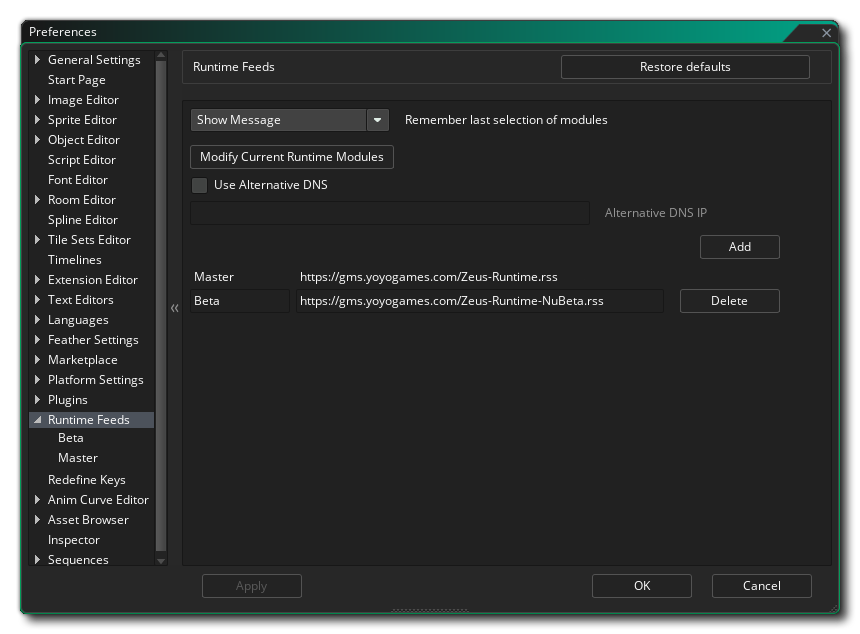 Preferences
General Settings
Start Page
Image Editor
Sprite Editor
Object Editor
Script Editor
Font Editor
Room Editor
Spline Editor
Tile Sets Editor
Timelines
Extension Editor
Text Editors
Languages
Feather Settings
Marketplace
Platform Settings
Plugins
Runtime Feeds
Beta
Master
Redefine Keys
Anim Curve Editor
Asset Browser
Inspector
Sequences
Runtime Feeds
Restore defaults
Show Message
Remember last selection of modules
Modify Current Runtime Modules
Use Alternative DNS
Alternative DNS IP
Add
Master https://gms.yoyogames.com/Zeus-Runtime.rss
Beta https://gms.yoyogames.com/Zeus-Runtime-NuBeta.rss Delete
Apply OK Cancel